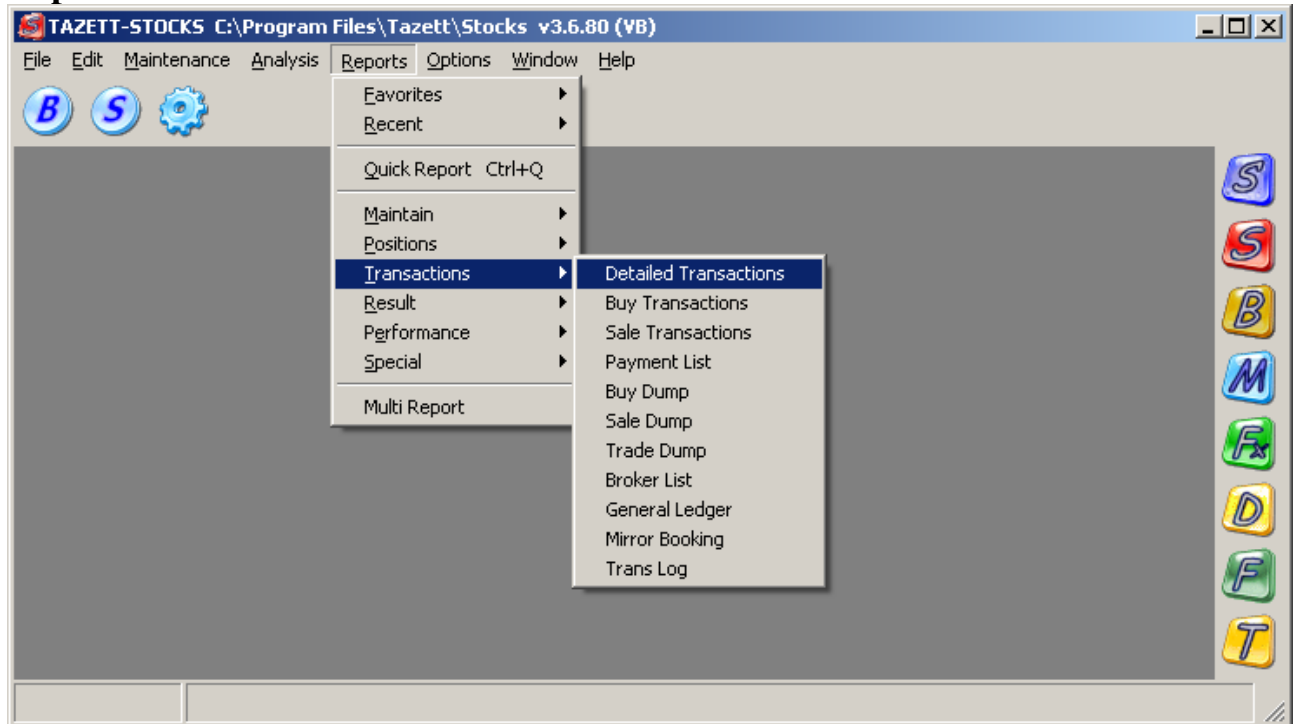 TAZETT-STOCKS C:\Program Files\Tazett\Stocks v3.6.80 (VB)
File Edit Maintenance Analysis Reports Options Window Help
B S
Favorites
Recent
Quick Report Ctrl+Q
Maintain
Positions
Transactions
Result
Performance
Special
Multi Report
Detailed Transactions
Buy Transactions
Sale Transactions
Payment List
Buy Dump
Sale Dump
Trade Dump
Broker List
General Ledger
Mirror Booking
Trans Log
S
S
B
M
Fx
D
F
T